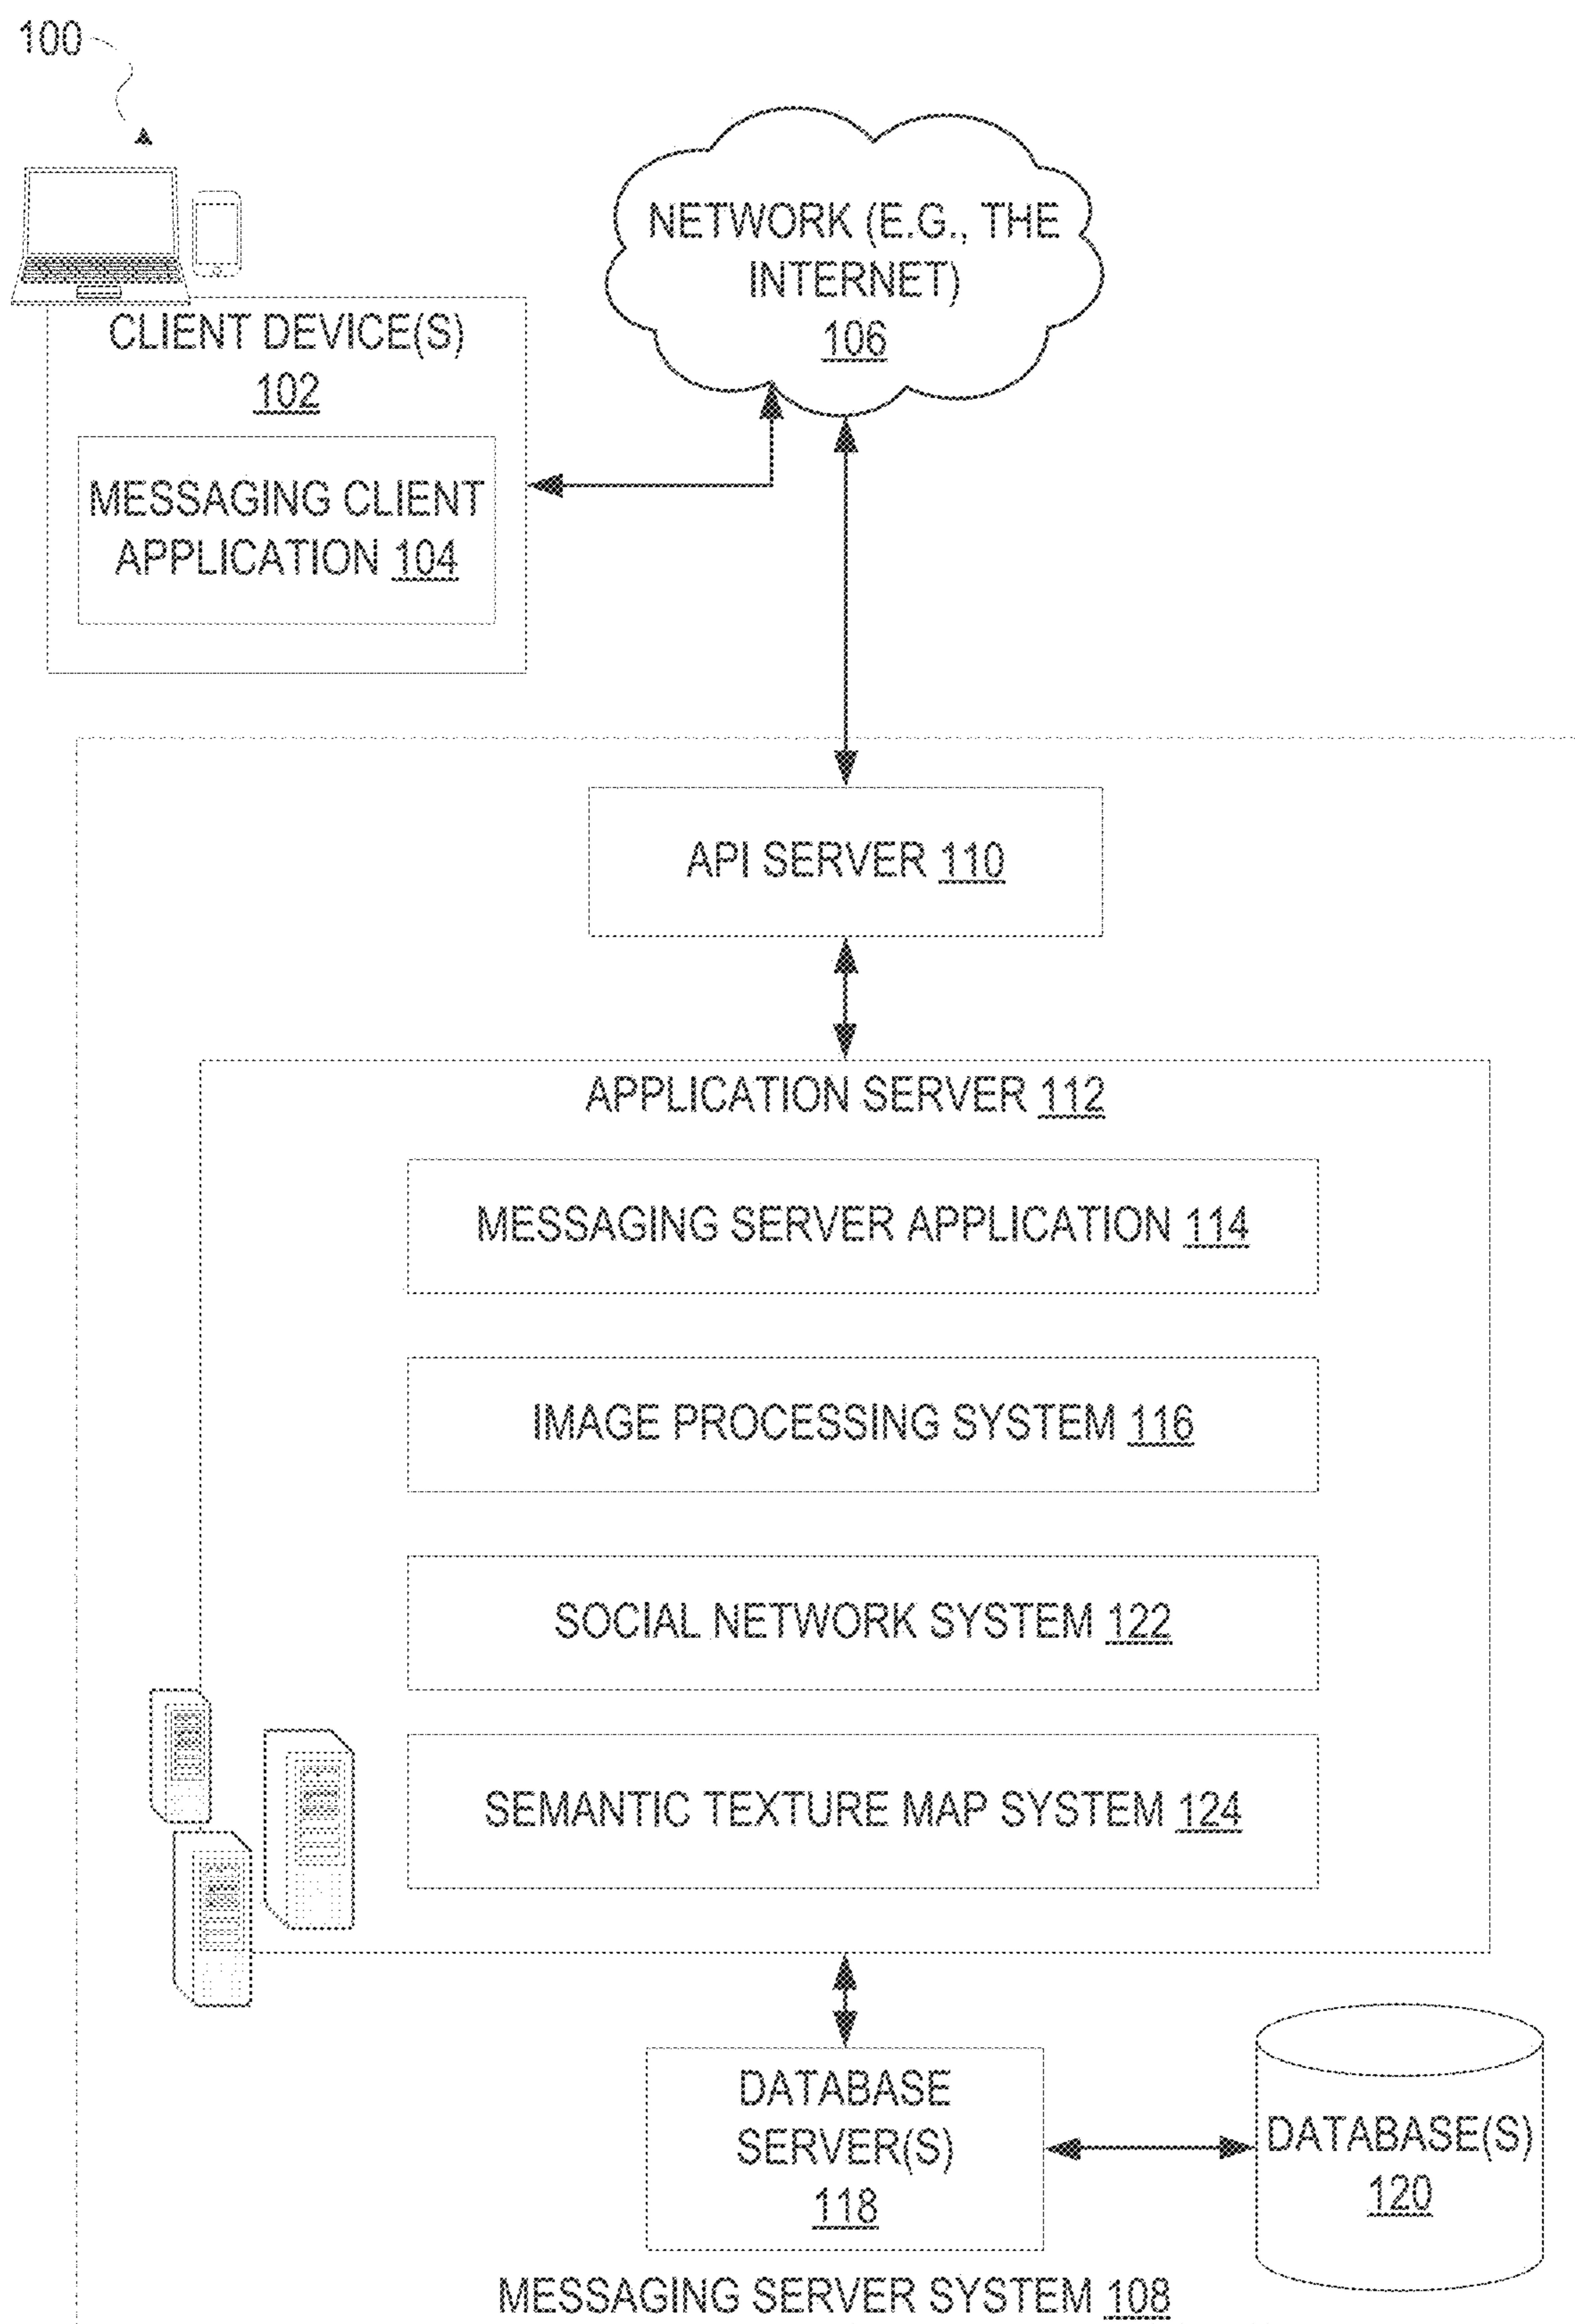 100
NETWORK (E.G., THE
INTERNET)
106
CLIENT DEVICE(S)
102
MESSAGING CLIENT
APPLICATION 104
API SERVER 110
APPLICATION SERVER 112
MESSAGING SERVER APPLICATION 114
IMAGE PROCESSING SYSTEM 116
SOCIAL NETWORK SYSTEM 122
SEMANTIC TEXTURE MAP SYSTEM 124
DATABASE
SERVER(S)
118
DATABASE(S)
120
MESSAGING SERVER SYSTEM 108